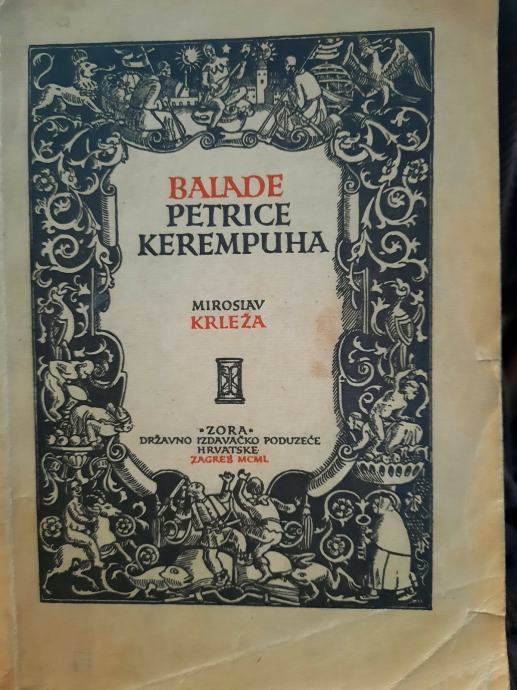 BALADE
PETRICE
KEREMPUHA
MIROSLAV
KRLEŽA
"ZORA"
DRŽAVNO IZDAVAČKO PODUZEĆE
HRVATSKE
ZAGREB MCML